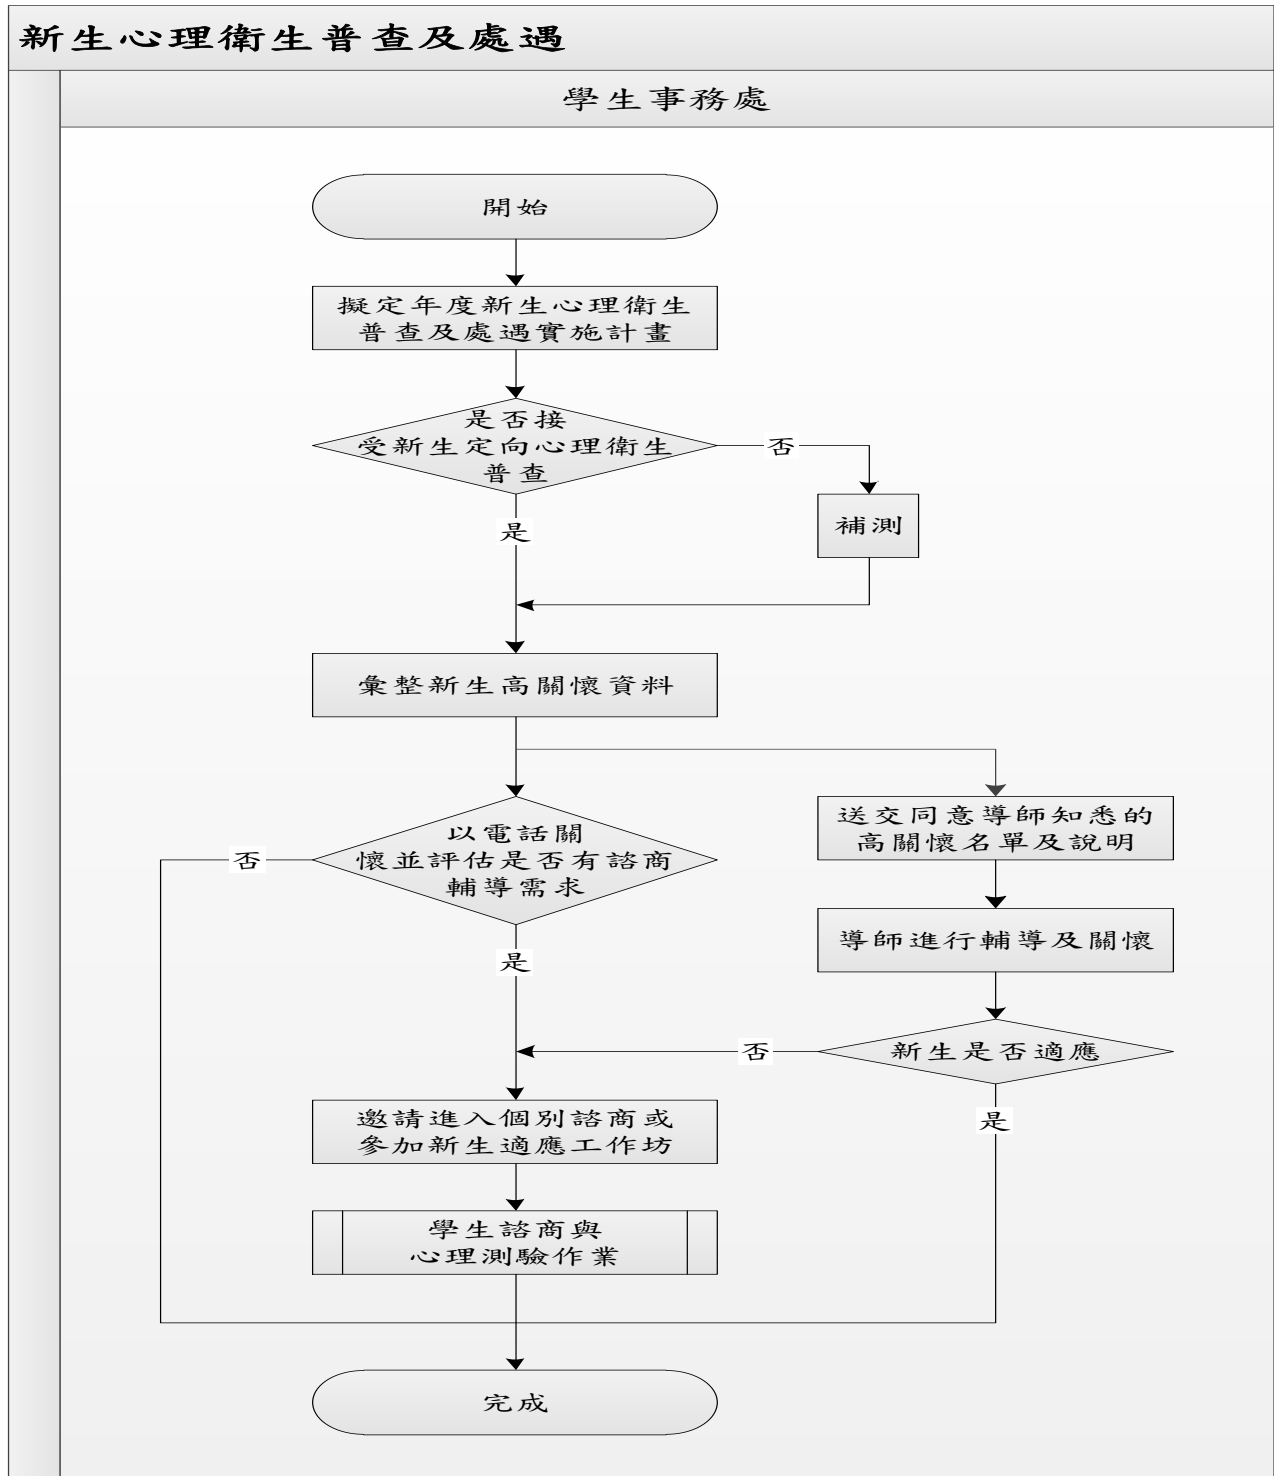 新生心理衛生普查及處遇
學生事務處
開始
擬定年度新生心理衛生
普查及處遇實施計畫
是否接
受新生定向心理衛生
普查
否
是
補測
彙整新生高關懷資料
以電話關
懷並評估是否有諮商
輔導需求
否
是
送交同意導師知悉的
高關懷名單及說明
導師進行輔導及關懷
新生是否適應
否
是
邀請進入個別諮商或
參加新生適應工作坊
學生諮商與
心理測驗作業
完成